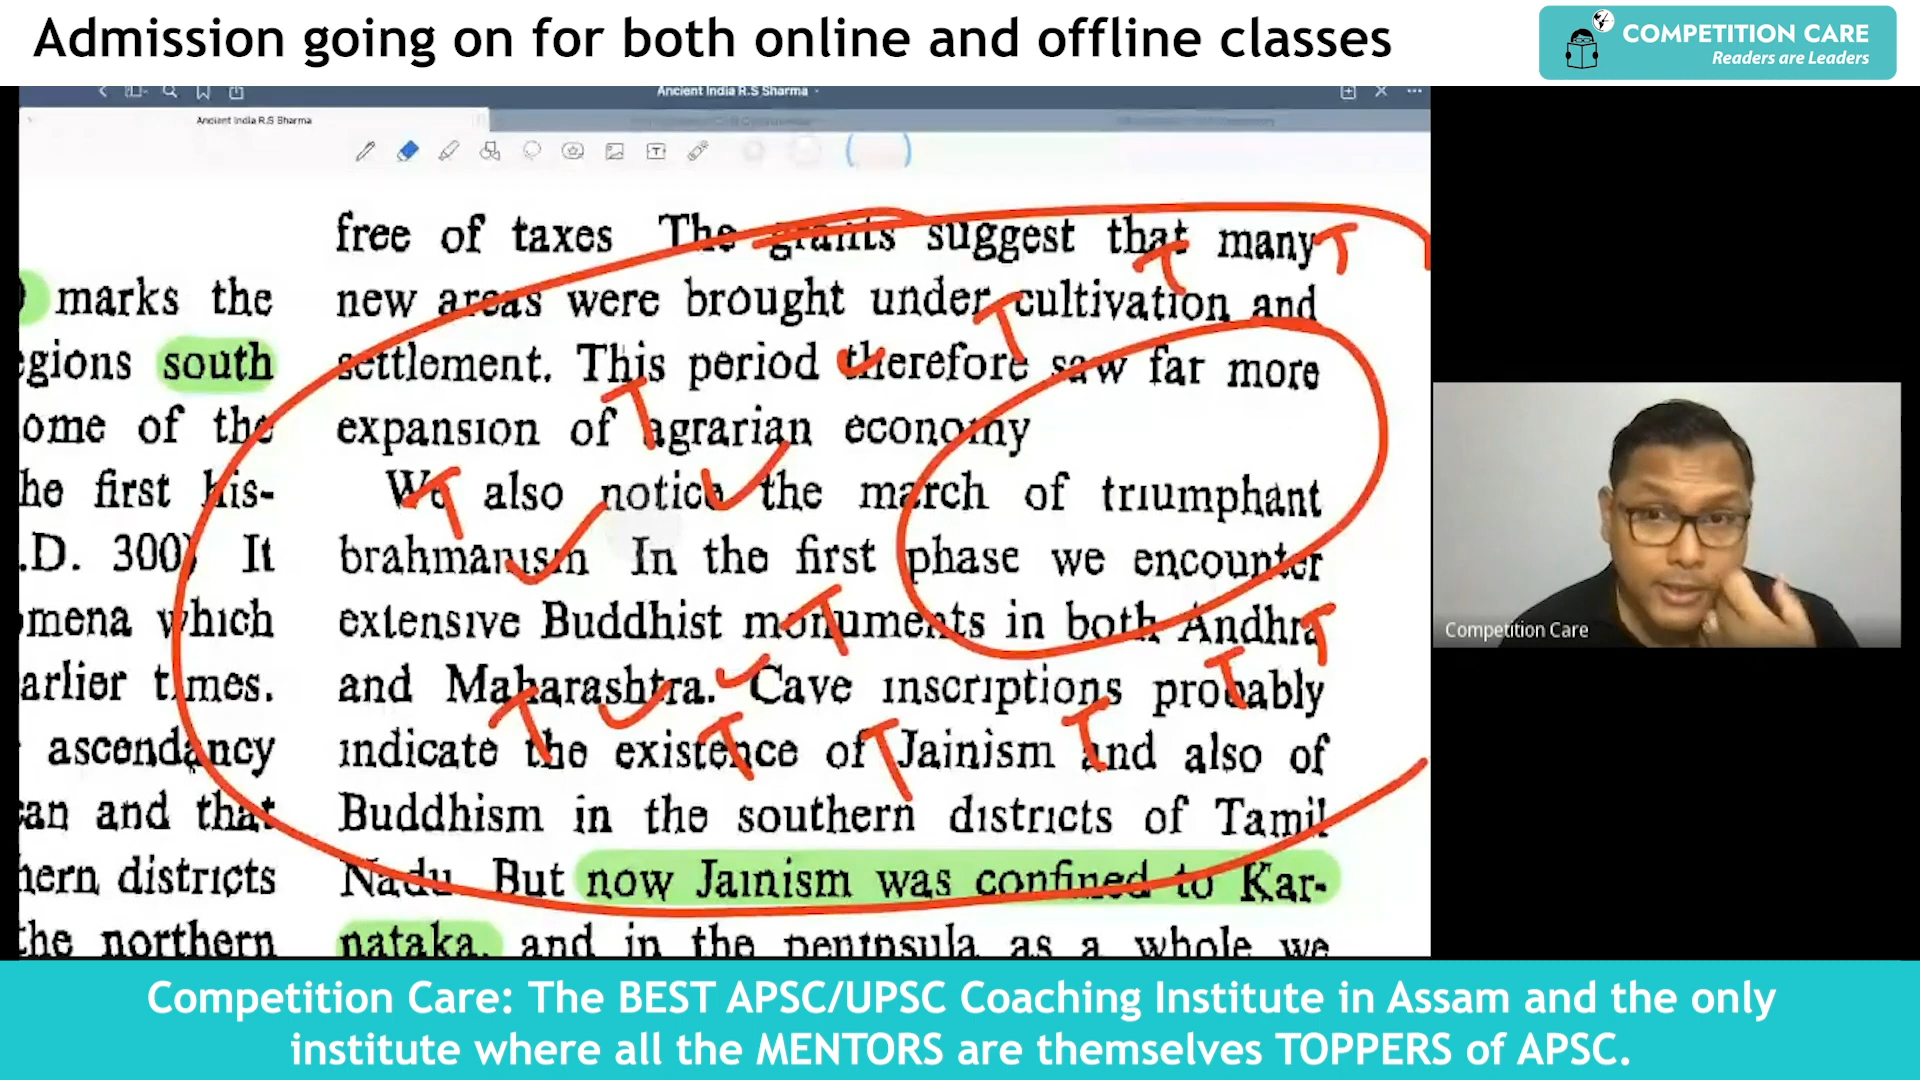 Admission going on for both online and offline classes
COMPETITION CARE
Readers are Leaders
Ancient India R.S Sharma
Ancient India R.S Sharma
marks the
egions south
ome of the
he first his-
.D. 300) It
mena which
arlier times.
ascendancy
an and that
hern districts
the northern
free of taxes The grants suggest that many
new areas were brought under cultivation and
settlement. This period therefore saw far more
expansion of agrarian economy
We also notice the march of triumphant
brahmanism In the first phase we encounter
extensive Buddhist monuments in both Andhra
and Maharashtra. Cave inscriptions probably
indicate the existence of Jainism and also of
Buddhism in the southern districts of Tamil
Nadu. But now Jainism was confined to Kar-
nataka, and in the peninsula as a whole we
T T T T T T T T T T T T
Competition Care
Competition Care: The BEST APSC/UPSC Coaching Institute in Assam and the only
institute where all the MENTORS are themselves TOPPERS of APSC.